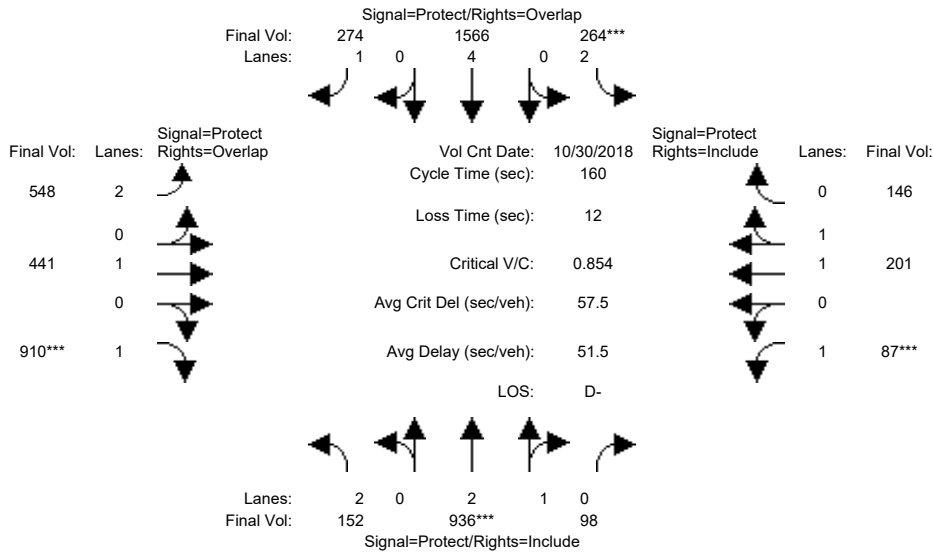 Signal=Protect/Rights=Overlap
Final Vol: 274 1566 264***
Lanes: 1 0 4 0 2
Signal=Protect
Final Vol: Lanes: Rights=Overlap
Vol Cnt Date: 10/30/2018
Signal=Protect
Rights=Include Lanes: Final Vol:
Cycle Time (sec): 160
548 2
0 146
Loss Time (sec): 12
0
1
441 1
Critical V/C: 0.854
1 201
0
Avg Crit Del (sec/veh): 57.5
0
910*** 1
Avg Delay (sec/veh): 51.5
1 87***
LOS: D-
Lanes: 2 0 2 1 0
Final Vol: 152 936*** 98
Signal=Protect/Rights=Include